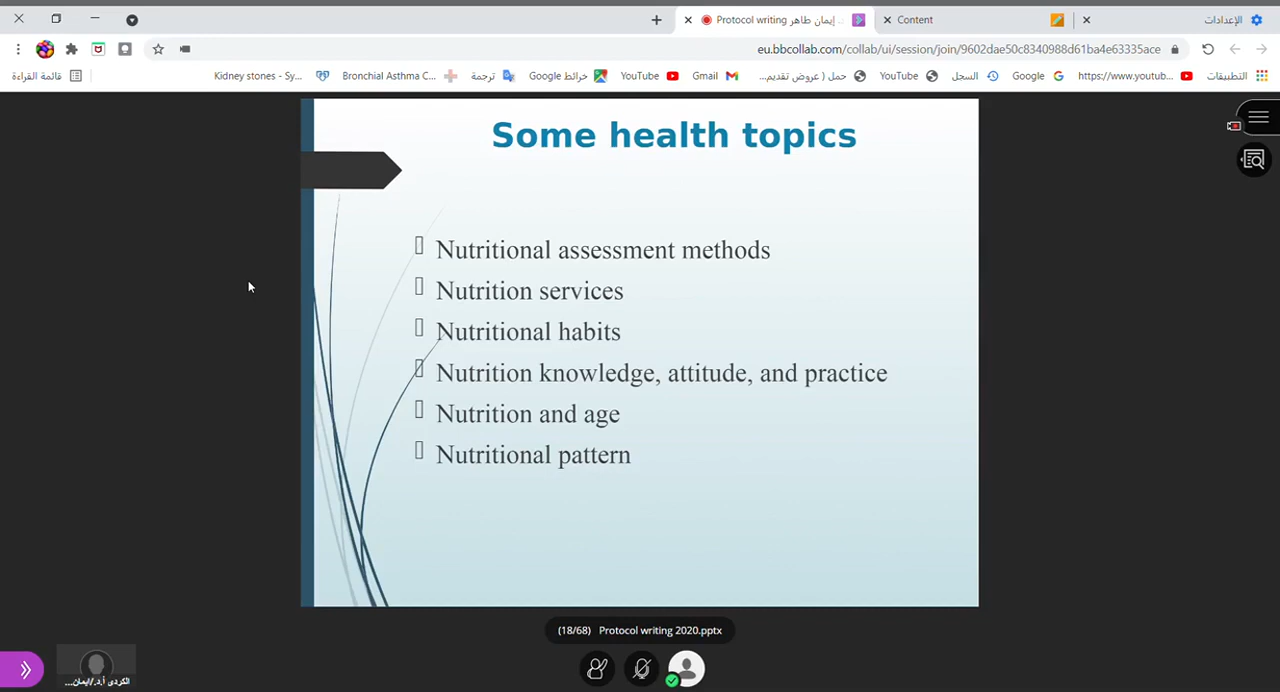 Protocol writing إيمان طاهر ...
Content
الإعدادات
eu.bbcollab.com/collab/ui/session/join/9602dae50c8340988d61ba4e63335ace
قائمة القراءة
Kidney stones - Sy...
Bronchial Asthma C...
ترجمة
خرائط Google
YouTube
Gmail
حمل ( عروض تقديم...
YouTube
السجل
Google
https://www.youtub...
التطبيقات
Some health topics
Nutritional assessment methods
Nutrition services
Nutritional habits
Nutrition knowledge, attitude, and practice
Nutrition and age
Nutritional pattern
(18/68) Protocol writing 2020.pptx
الكردى أ.د./ايمان...